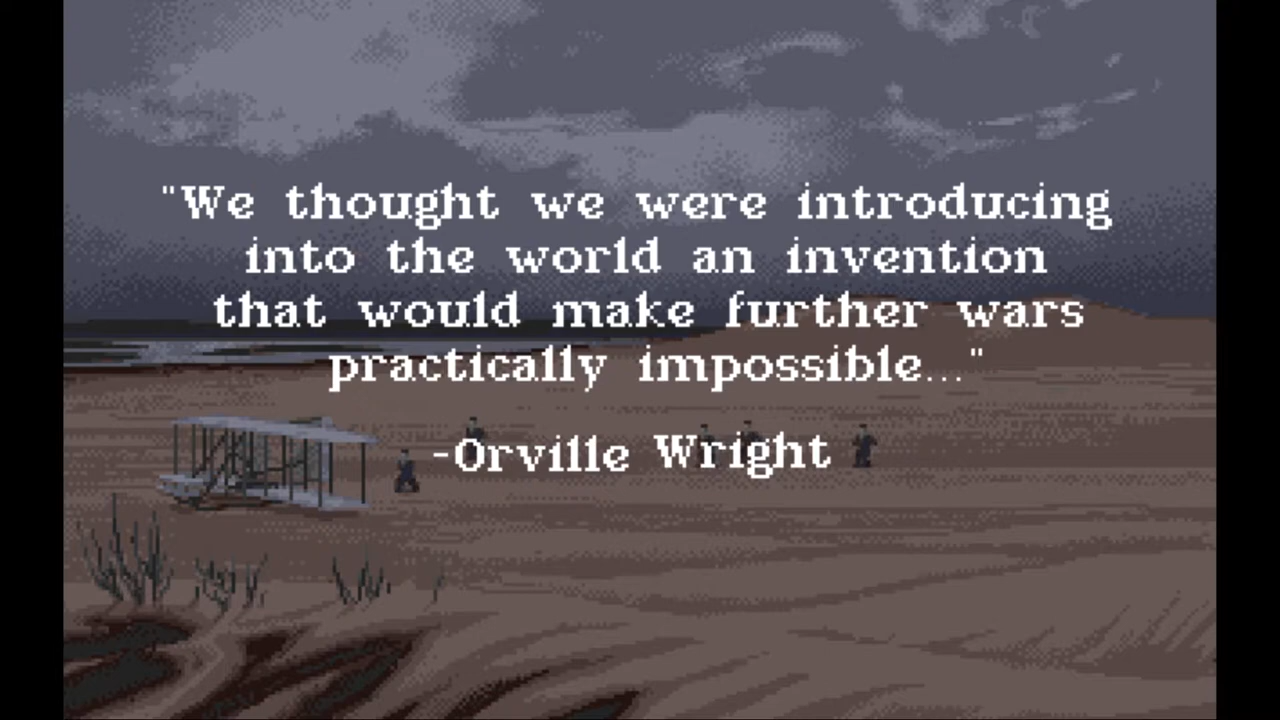 "We thought we were introducing
into the world an invention
that would make further wars
practically impossible..."
-Orville Wright